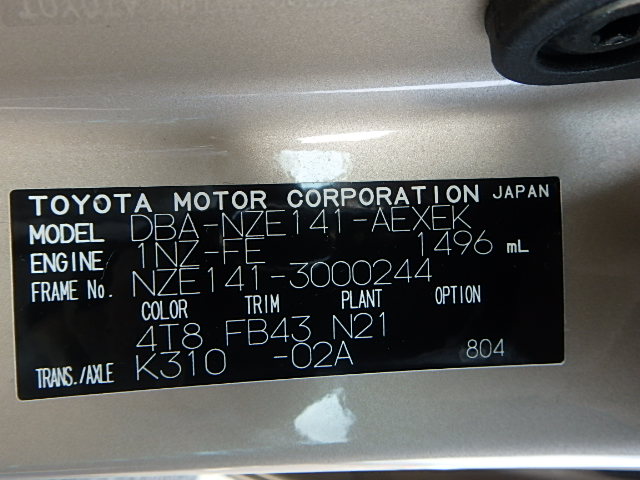 TOYOTA MOTOR CORPORATION JAPAN
MODEL DBA-NZE141-AEXEK
ENGINE 1NZ-FE 1496 mL
FRAME No. NZE141-3000244
COLOR TRIM PLANT OPTION
4T8 FB43 N21
TRANS./AXLE K310 -02A 804